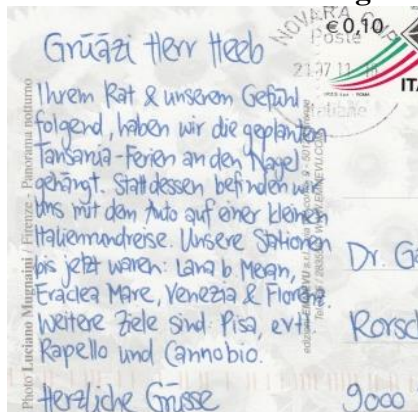 NOVARA C
€0,10
Poste
21.07.11
ITA
Grüäzi Herr Heeb
Ihrem Rat & unserem Gefühl
folgend, haben wir die geplanten
Tansania-Ferien an den Nagel
gehängt. Stattdessen befinden wir
uns mit dem Auto auf einer kleinen
Italienrundreise. Unsere Stationen
bis jetzt waren: Lana b. Meran,
Eraclea Mare, Venezia & Florenz.
Weitere Ziele sind: Pisa, evtl.
Rapello und Cannobio.
Herzliche Grüsse
Dr. Ge
Rorsch
9000
Photo Luciano Mugnaini / Firenze - Panorama notturno